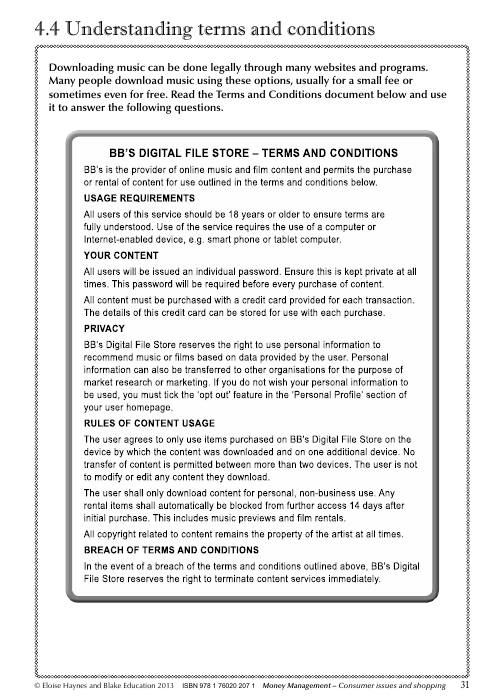 4.4 Understanding terms and conditions
Downloading music can be done legally through many websites and programs.
Many people download music using these options, usually for a small fee or
sometimes even for free. Read the Terms and Conditions document below and use
it to answer the following questions.
BB'S DIGITAL FILE STORE – TERMS AND CONDITIONS
BB's is the provider of online music and film content and permits the purchase
or rental of content for use outlined in the terms and conditions below.
USAGE REQUIREMENTS
All users of this service should be 18 years or older to ensure terms are
fully understood. Use of the service requires the use of a computer or
Internet-enabled device, e.g. smart phone or tablet computer.
YOUR CONTENT
All users will be issued an individual password. Ensure this is kept private at all
times. This password will be required before every purchase of content.
All content must be purchased with a credit card provided for each transaction.
The details of this credit card can be stored for use with each purchase.
PRIVACY
BB's Digital File Store reserves the right to use personal information to
recommend music or films based on data provided by the user. Personal
information can also be transferred to other organisations for the purpose of
market research or marketing. If you do not wish your personal information to
be used, you must tick the 'opt out' feature in the 'Personal Profile' section of
your user homepage.
RULES OF CONTENT USAGE
The user agrees to only use items purchased on BB's Digital File Store on the
device by which the content was downloaded and on one additional device. No
transfer of content is permitted between more than two devices. The user is not
to modify or edit any content they download.
The user shall only download content for personal, non-business use. Any
rental items shall automatically be blocked from further access 14 days after
initial purchase. This includes music previews and film rentals.
All copyright related to content remains the property of the artist at all times.
BREACH OF TERMS AND CONDITIONS
In the event of a breach of the terms and conditions outlined above, BB's Digital
File Store reserves the right to terminate content services immediately.
© Eloise Haynes and Blake Education 2013 ISBN 978 1 76020 207 1 Money Management – Consumer issues and shopping 31